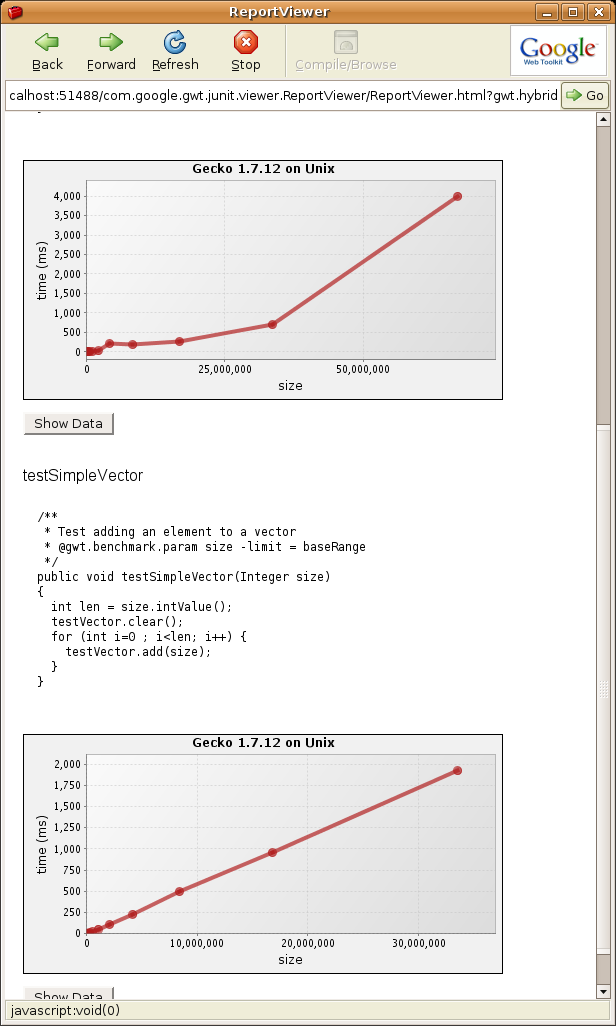 ReportViewer
Back Forward Refresh Stop Compile/Browse
Google
Web Toolkit
calhost:51488/com.google.gwt.junit.viewer.ReportViewer/ReportViewer.html?gwt.hybrid Go
Gecko 1.7.12 on Unix
time (ms)
4,000
3,500
3,000
2,500
2,000
1,500
1,000
500
0
0 25,000,000 50,000,000
size
Show Data
testSimpleVector
/**
 * Test adding an element to a vector
 * @gwt.benchmark.param size -limit = baseRange
 */
public void testSimpleVector(Integer size)
{
  int len = size.intValue();
  testVector.clear();
  for (int i=0 ; i<len; i++) {
    testVector.add(size);
  }
}
Gecko 1.7.12 on Unix
time (ms)
2,000
1,750
1,500
1,250
1,000
750
500
250
0
0 10,000,000 20,000,000 30,000,000
size
Show Data
javascript:void(0)